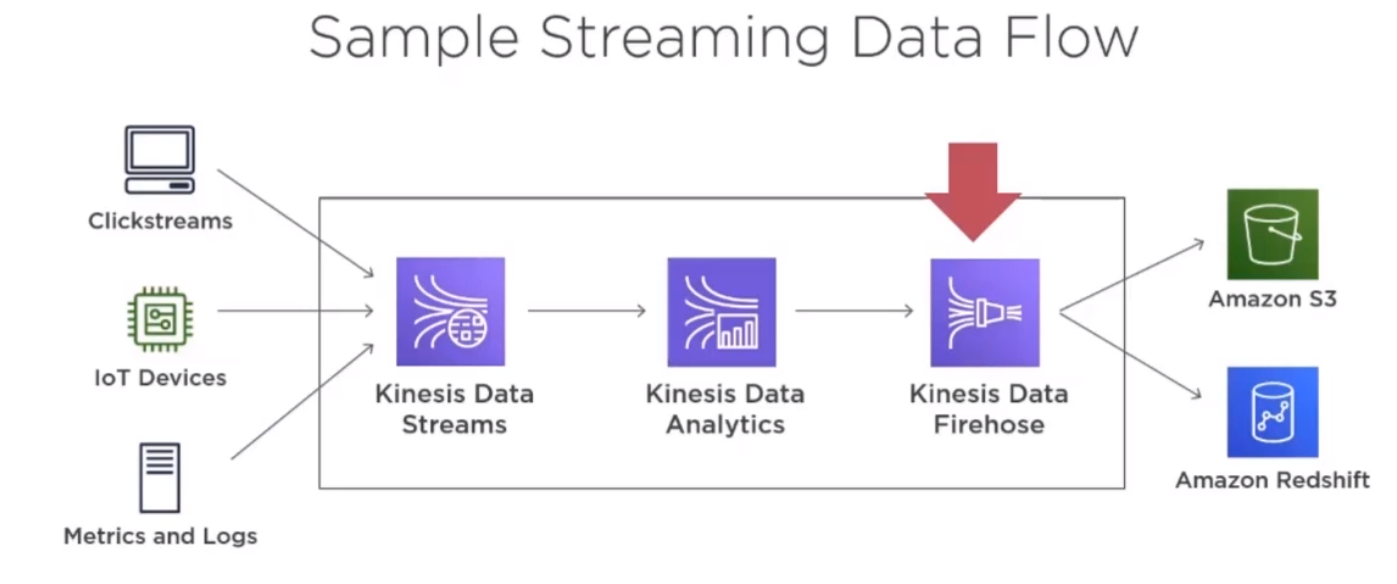 Sample Streaming Data Flow
Clickstreams
IoT Devices
Metrics and Logs
Kinesis Data
Streams
Kinesis Data
Analytics
Kinesis Data
Firehose
Amazon S3
Amazon Redshift